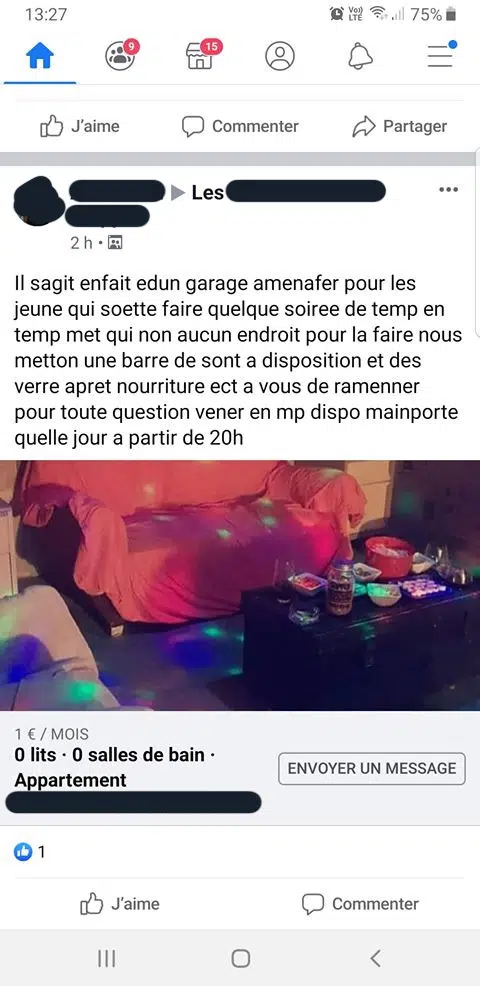 13:27
Vo))
LTE
75%
9
15
J'aime
Commenter
Partager
Les
2 h •
Il sagit enfait edun garage amenafer pour les
jeune qui soette faire quelque soiree de temp en
temp met qui non aucun endroit pour la faire nous
metton une barre de sont a disposition et des
verre apret nourriture ect a vous de ramenner
pour toute question vener en mp dispo mainporte
quelle jour a partir de 20h
1 € / MOIS
0 lits · 0 salles de bain ·
Appartement
ENVOYER UN MESSAGE
1
J'aime
Commenter